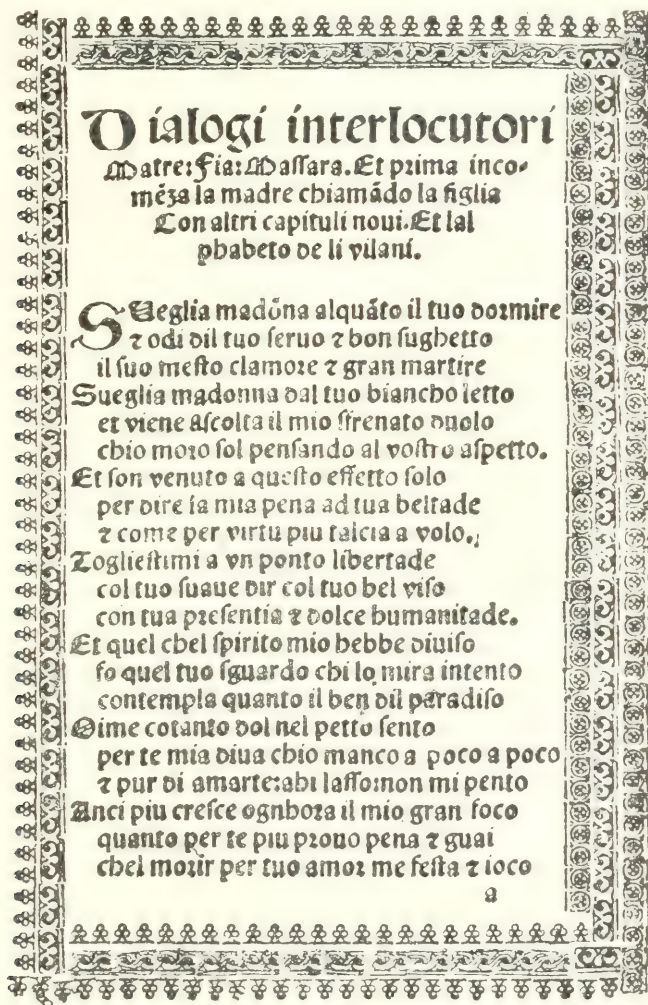 Dialogi interlocutori
Matre: Fia: Massara. Et prima inco-
mẽza la madre chiamãdo la figlia
Con altri capituli noui. Et lal
phabeto de li vilani.
SUeglia madõna alquãto il tuo dormire
⁊ odi dil tuo seruo ⁊ bon sughetto
il suo mesto clamore ⁊ gran martire
Sueglia madonna dal tuo biancho letto
et viene ascolta il mio sfrenato duolo
chio moro sol pensando al vostro aspetto.
Et son venuto a questo effetto solo
per dire la mia pena ad tua beltade
⁊ come per virtu piu talcia a volo.
Togliestimi a vn ponto libertade
col tuo suaue dir col tuo bel viso
con tua presentia ⁊ dolce humanitade.
Et quel chel spirito mio hebbe diuiso
fo quel tuo sguardo chi lo mira intento
contempla quanto il ben dil paradiso
Oime cotanto dol nel petto sento
per te mia diua chio manco a poco a poco
⁊ pur di amarte: ahi lasso: non mi pento
Anci piu cresce ognhora il mio gran foco
quanto per te piu prouo pena ⁊ guai
chel morir per tuo amor me festa ⁊ ioco
a